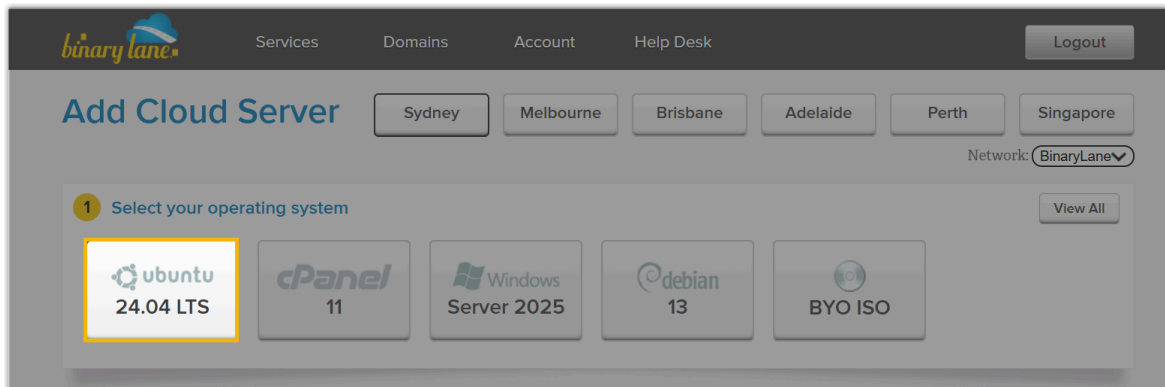 binary lane
Services Domains Account Help Desk Logout
Add Cloud Server Sydney Melbourne Brisbane Adelaide Perth Singapore
Network: BinaryLane
1 Select your operating system View All
ubuntu cPanel Windows debian
24.04 LTS 11 Server 2025 13 BYO ISO